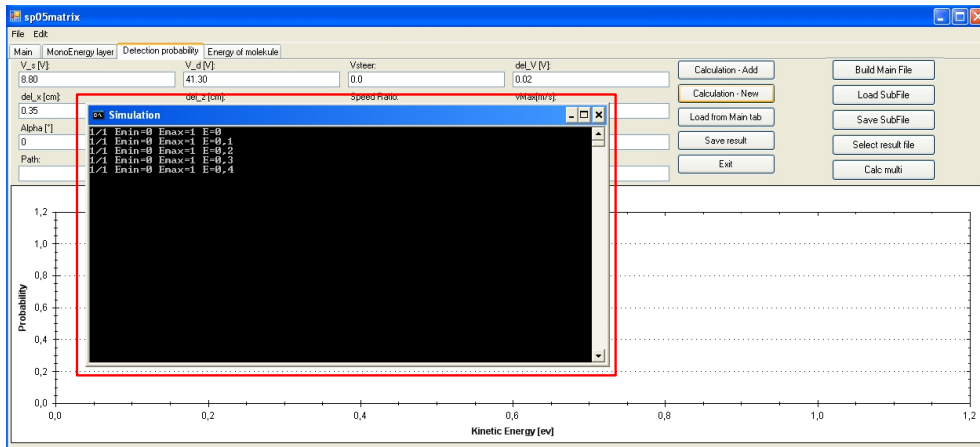 sp05matrix
File Edit
Main MonoEnergy layer Detection probability Energy of molekule
V_s [V]: V_d [V]: Vsteer: del_V [V]:
8.80 41.30 0.0 0.02
Calculation - Add Build Main File
del_x [cm]: del_z [cm]: Speed Ratio: vMax[m/s]:
0.35
Calculation - New Load SubFile
Simulation
Alpha [°]
0
Load from Main tab Save SubFile
Path:
Save result Select result file
Exit Calc multi
1/1 Emin=0 Emax=1 E=0
1/1 Emin=0 Emax=1 E=0,1
1/1 Emin=0 Emax=1 E=0,2
1/1 Emin=0 Emax=1 E=0,3
1/1 Emin=0 Emax=1 E=0,4
1,2
1,0
0,8
0,6
0,4
0,2
0,0
Probability
0,0 0,2 0,4 0,6 0,8 1,0 1,2
Kinetic Energy [ev]